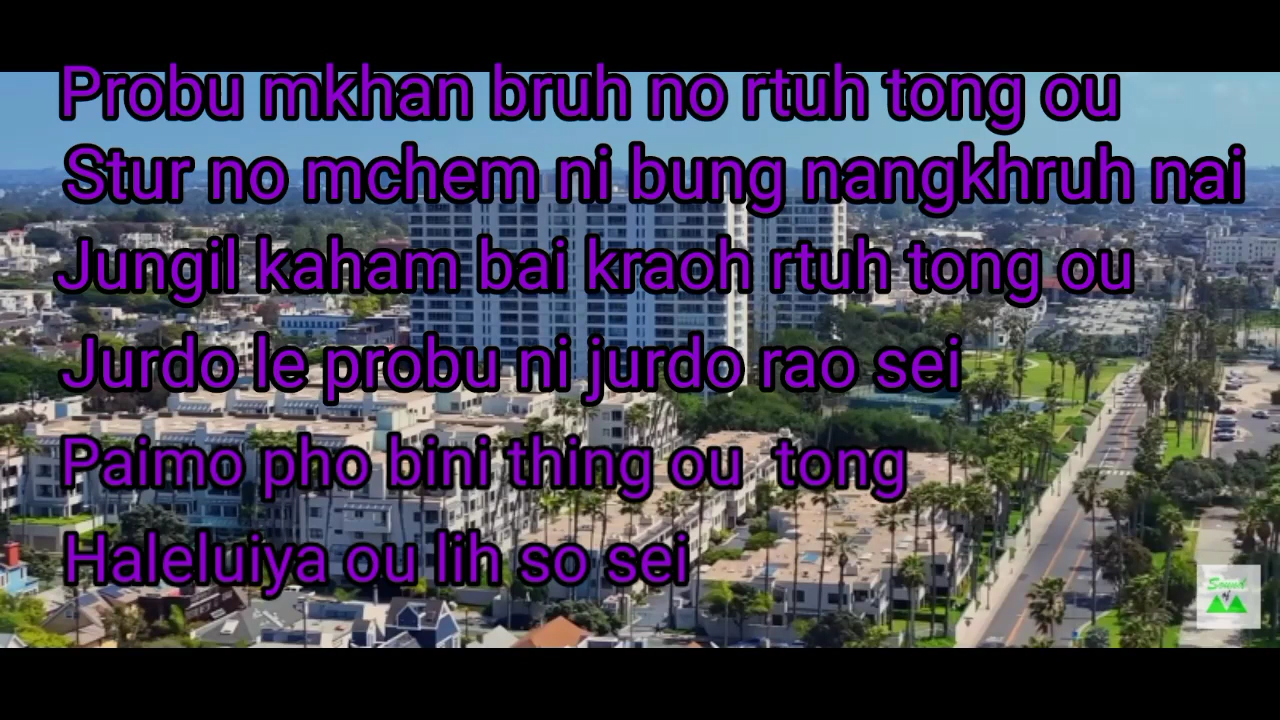 Probu mkhan bruh no rtuh tong ou
Stur no mchem ni bung nangkhruh nai
Jungil kaham bai kraoh rtuh tong ou
Jurdo le probu ni jurdo rao sei
Paimo pho bini thing ou tong
Haleluiya ou lih so sei
Sound
of